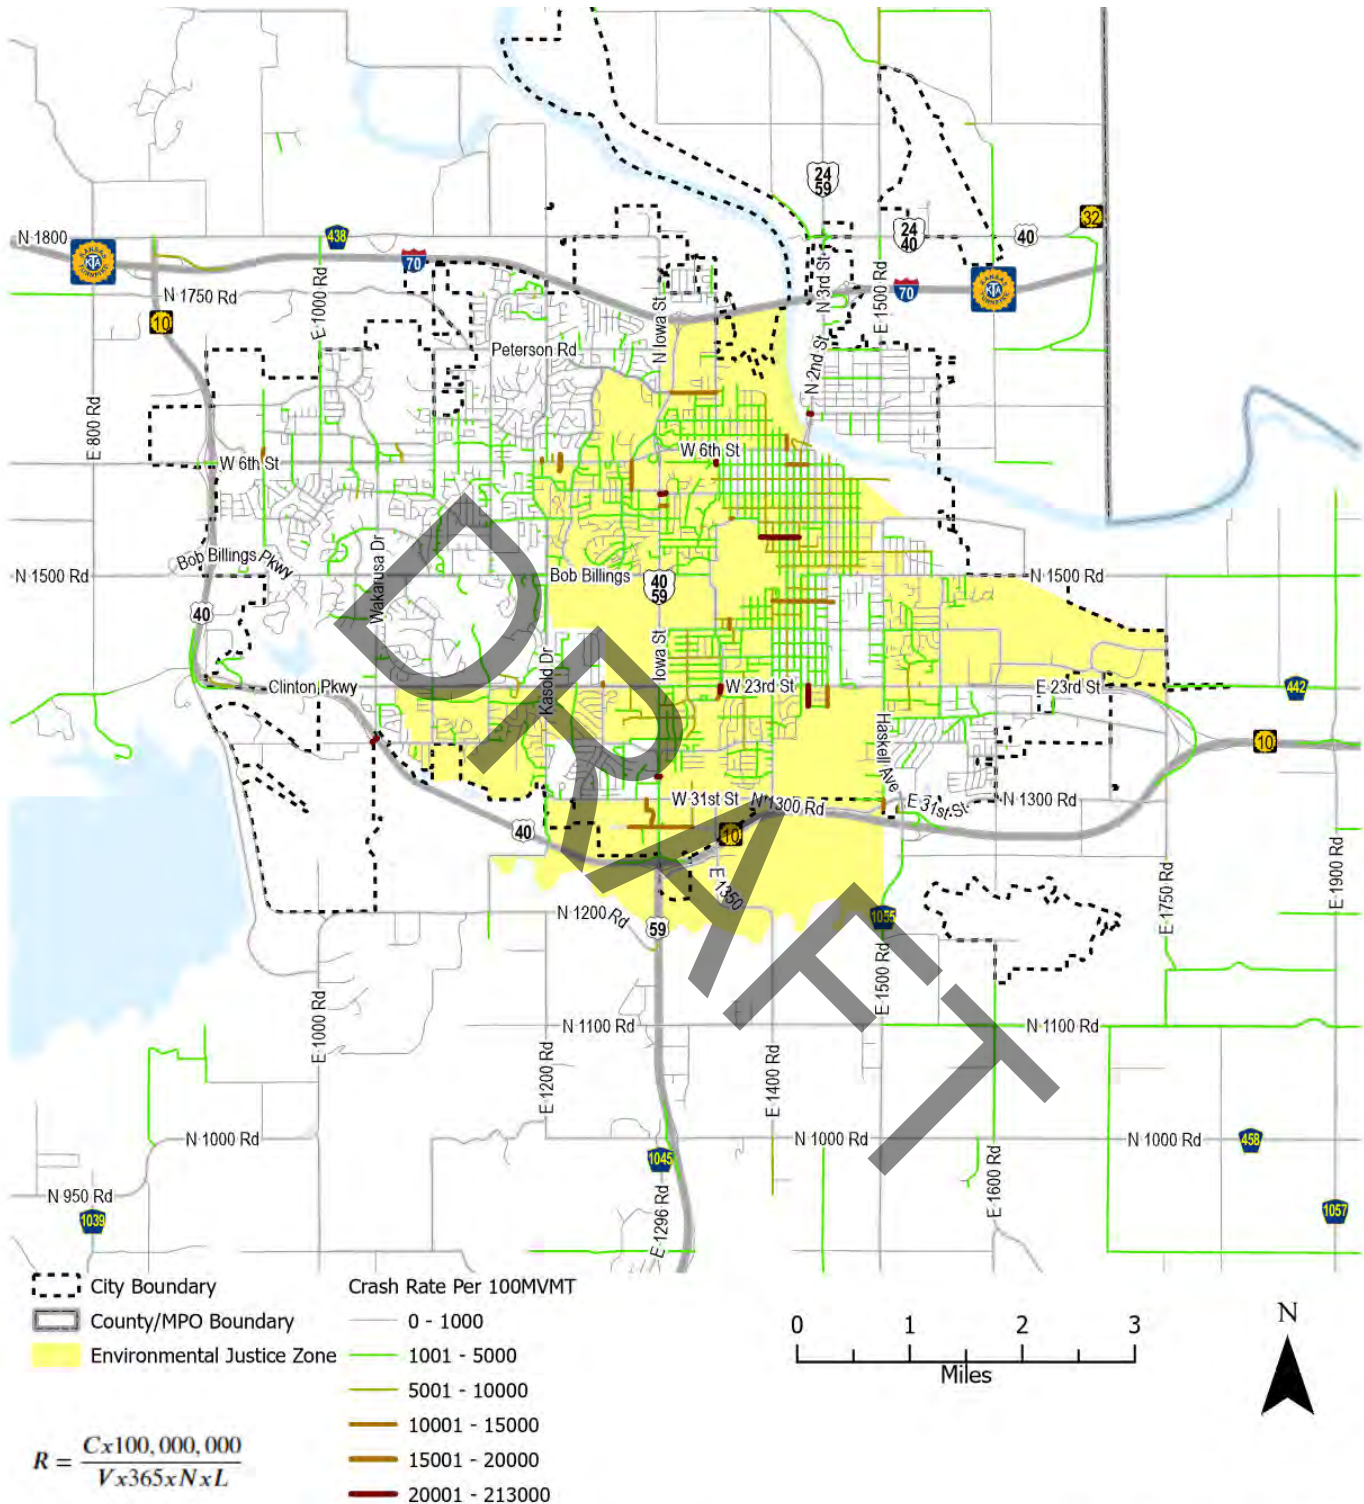 24
59
32
24
40
40
N 1800
KANSAS
KTA
TURNPIKE
438
70
N 1750 Rd
10
E 1000 Rd
N Iowa St
N 3rd St
E 1500 Rd
70
KANSAS
KTA
TURNPIKE
Peterson Rd
N 2nd St
E 800 Rd
W 6th St
W 6th St
Bob Billings Pkwy
N 1500 Rd
Wakarusa Dr
Bob Billings
40
59
N 1500 Rd
40
Clinton Pkwy
Kasold Dr
Iowa St
W 23rd St
E 23rd St
442
Haskell Ave
10
W 31st St
N 1300 Rd
E 31st St
N 1300 Rd
40
10
E 1350
N 1200 Rd
59
1055
E 1750 Rd
E 1900 Rd
E 1500 Rd
E 1000 Rd
N 1100 Rd
N 1100 Rd
E 1200 Rd
E 1400 Rd
N 1000 Rd
N 1000 Rd
N 1000 Rd
458
1045
E 1600 Rd
N 950 Rd
1039
E 1296 Rd
1057
DRAFT
City Boundary
County/MPO Boundary
Environmental Justice Zone
Crash Rate Per 100MVMT
0 - 1000
1001 - 5000
5001 - 10000
10001 - 15000
15001 - 20000
20001 - 213000
0 1 2 3
Miles
N
R = Cx100,000,000 / Vx365xNxL